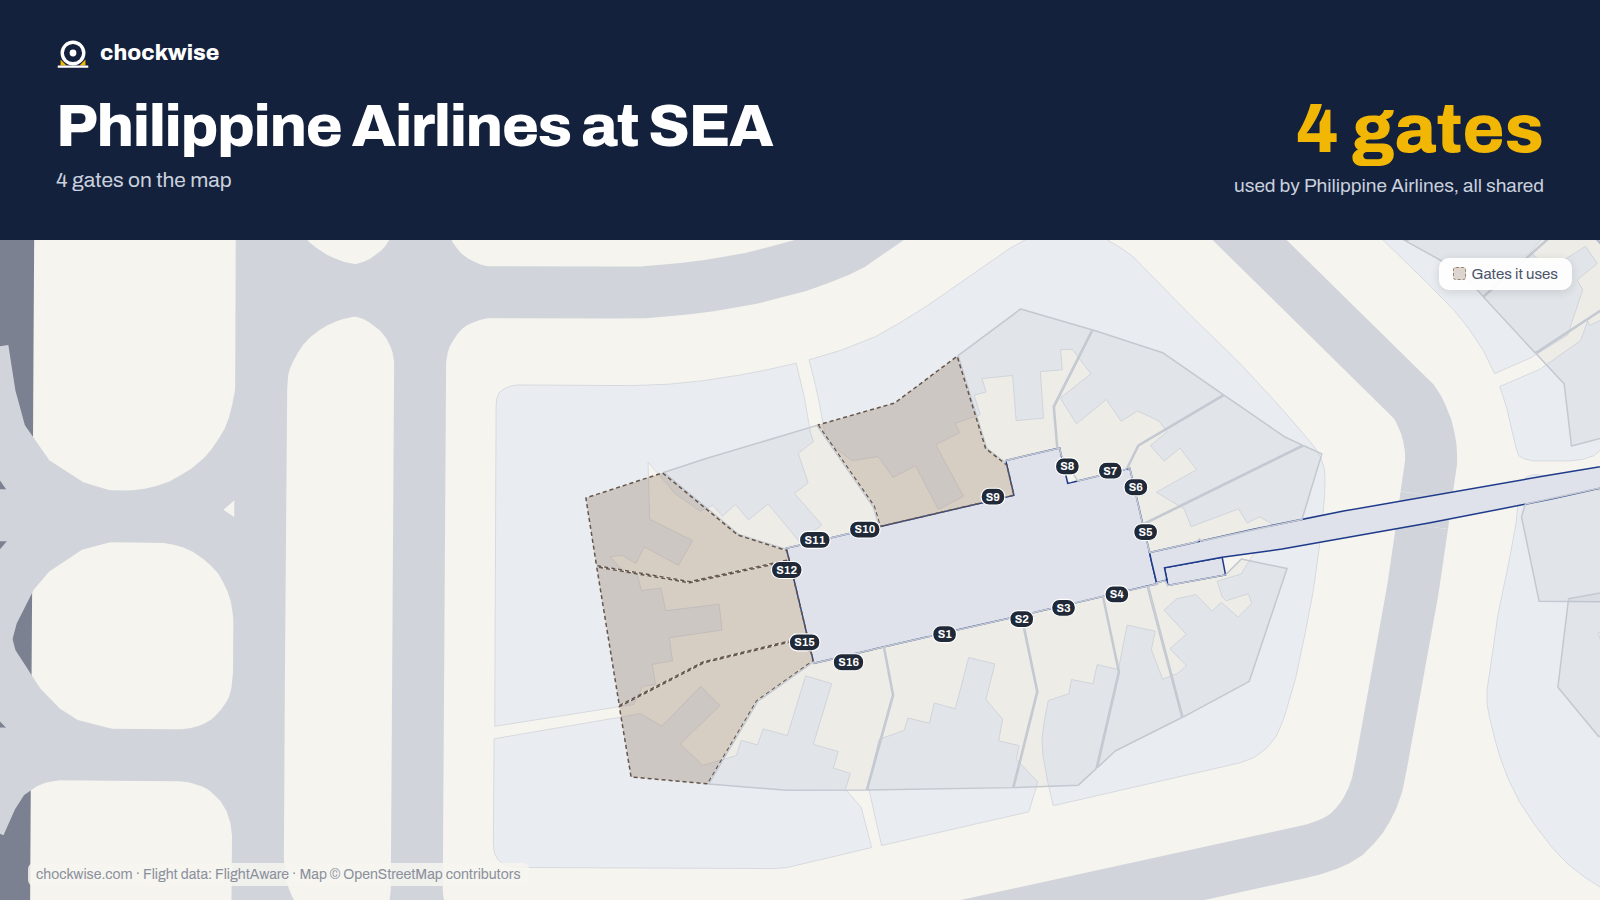 chockwise
Philippine Airlines at SEA
4 gates on the map
4 gates
used by Philippine Airlines, all shared
Gates it uses
S8
S7
S6
S9
S10
S5
S11
S12
S4
S3
S2
S1
S15
S16
chockwise.com · Flight data: FlightAware · Map © OpenStreetMap contributors